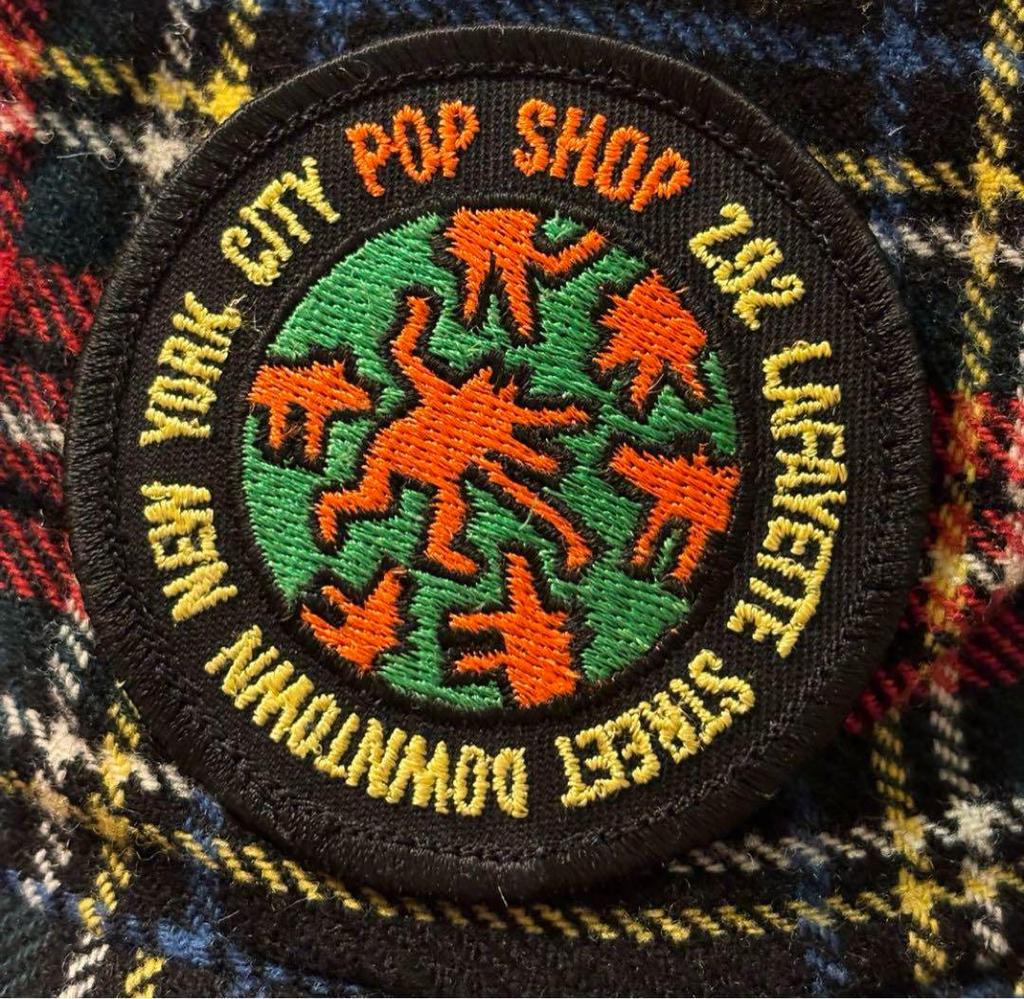 POP SHOP 292 LAFAYETTE STREET DOWNTOWN NEW YORK CITY